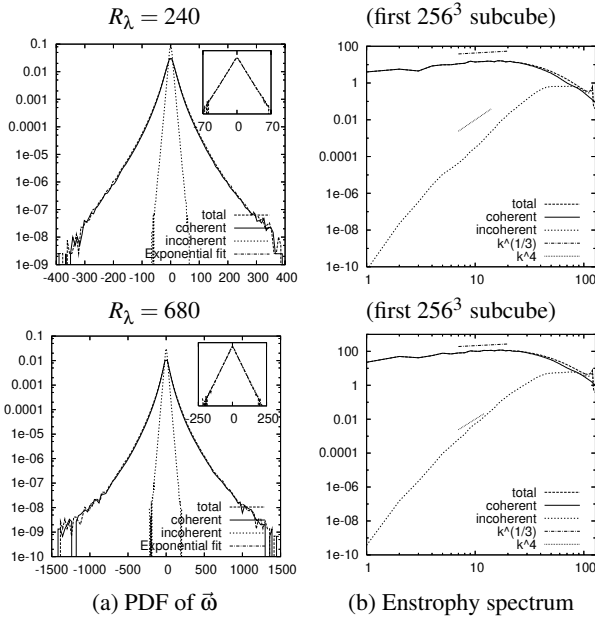 Rλ = 240
(first 256³ subcube)
0.1
0.01
0.001
0.0001
1e-05
1e-06
1e-07
1e-08
1e-09
-400 -300 -200 -100 0 100 200 300 400
70 0 70
total
coherent
incoherent
Exponential fit
100
1
0.01
0.0001
1e-06
1e-08
1e-10
1 10 100
total
coherent
incoherent
k^(1/3)
k^4
Rλ = 680
(first 256³ subcube)
0.1
0.01
0.001
0.0001
1e-05
1e-06
1e-07
1e-08
1e-09
1e-10
-1500 -1000 -500 0 500 1000 1500
-250 0 250
total
coherent
incoherent
Exponential fit
100
1
0.01
0.0001
1e-06
1e-08
1e-10
1 10 100
total
coherent
incoherent
k^(1/3)
k^4
(a) PDF of ω⃗
(b) Enstrophy spectrum